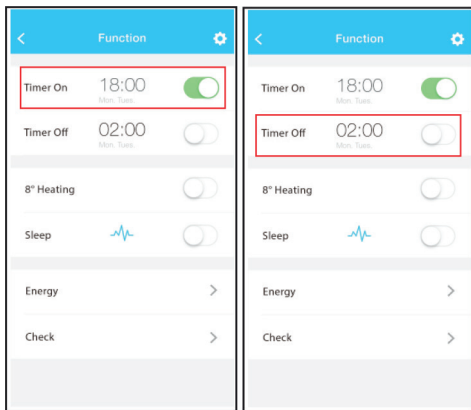 Function
Timer On 18:00
Mon. Tues.
Timer Off 02:00
Mon. Tues.
8° Heating
Sleep
Energy
Check
Function
Timer On 18:00
Mon. Tues.
Timer Off 02:00
Mon. Tues.
8° Heating
Sleep
Energy
Check